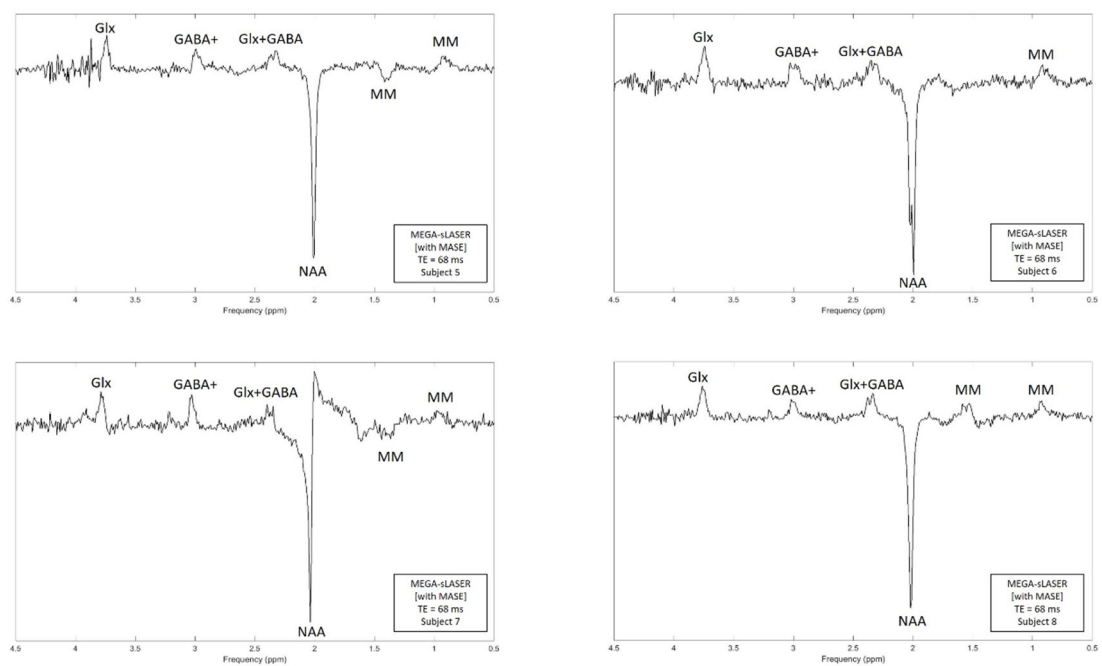 Glx
GABA+
Glx+GABA
MM
MM
NAA
MEGA-sLASER
[with MASE]
TE = 68 ms
Subject 5
4.5 4 3.5 3 2.5 2 1.5 1 0.5
Frequency (ppm)
Glx
GABA+
Glx+GABA
MM
NAA
MEGA-sLASER
[with MASE]
TE = 68 ms
Subject 6
4.5 4 3.5 3 2.5 2 1.5 1 0.5
Frequency (ppm)
Glx
GABA+
Glx+GABA
MM
MM
NAA
MEGA-sLASER
[with MASE]
TE = 68 ms
Subject 7
4.5 4 3.5 3 2.5 2 1.5 1 0.5
Frequency (ppm)
Glx
GABA+
Glx+GABA
MM
MM
NAA
MEGA-sLASER
[with MASE]
TE = 68 ms
Subject 8
4.5 4 3.5 3 2.5 2 1.5 1 0.5
Frequency (ppm)